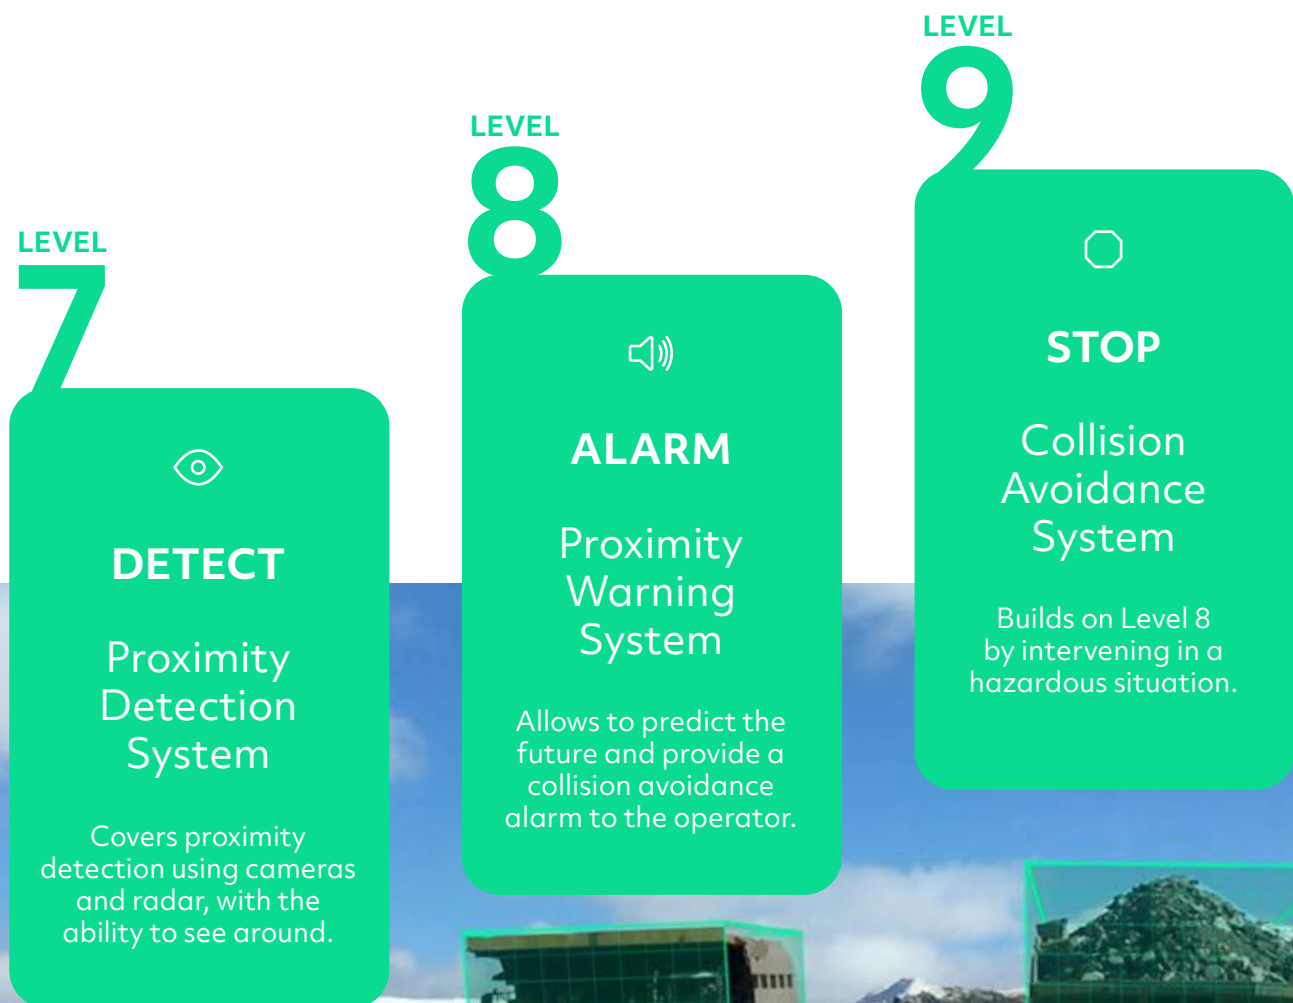 LEVEL
7
DETECT
Proximity
Detection
System
Covers proximity
detection using cameras
and radar, with the
ability to see around.
LEVEL
8
ALARM
Proximity
Warning
System
Allows to predict the
future and provide a
collision avoidance
alarm to the operator.
LEVEL
9
STOP
Collision
Avoidance
System
Builds on Level 8
by intervening in a
hazardous situation.